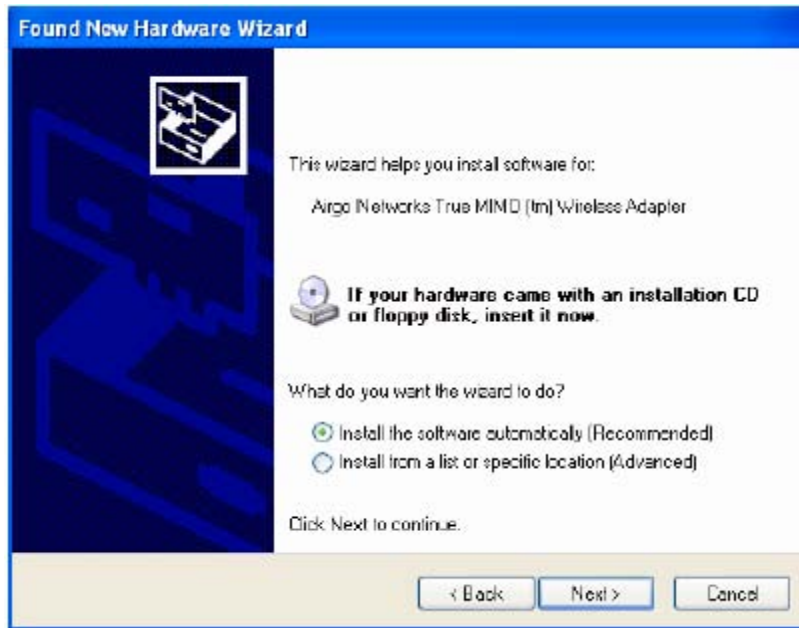 Found New Hardware Wizard
This wizard helps you install software for:
Airgo Networks True MIMO (tm) Wireless Adapter
If your hardware came with an installation CD
or floppy disk, insert it now.
What do you want the wizard to do?
Install the software automatically (Recommended)
Install from a list or specific location (Advanced)
Click Next to continue.
< Back
Next >
Cancel